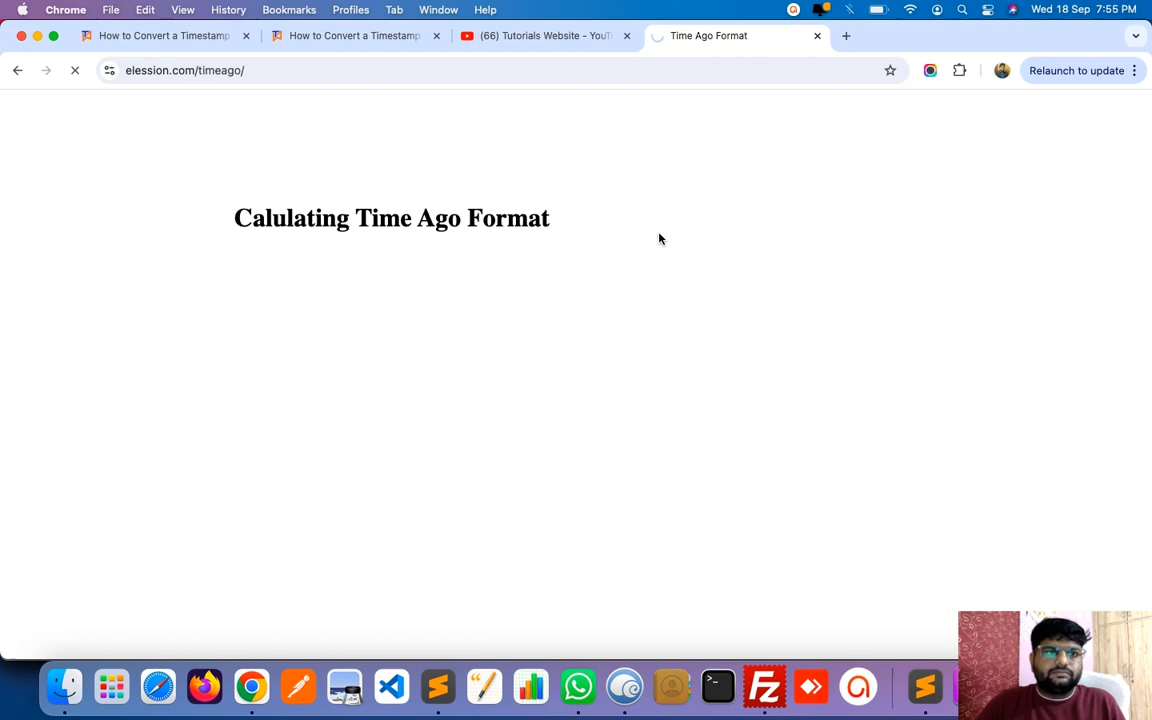 Chrome File Edit View History Bookmarks Profiles Tab Window Help Wed 18 Sep 7:55 PM
How to Convert a Timestamp How to Convert a Timestamp (66) Tutorials Website - YouT Time Ago Format
elession.com/timeago/ Relaunch to update
Calulating Time Ago Format
>_
Fz